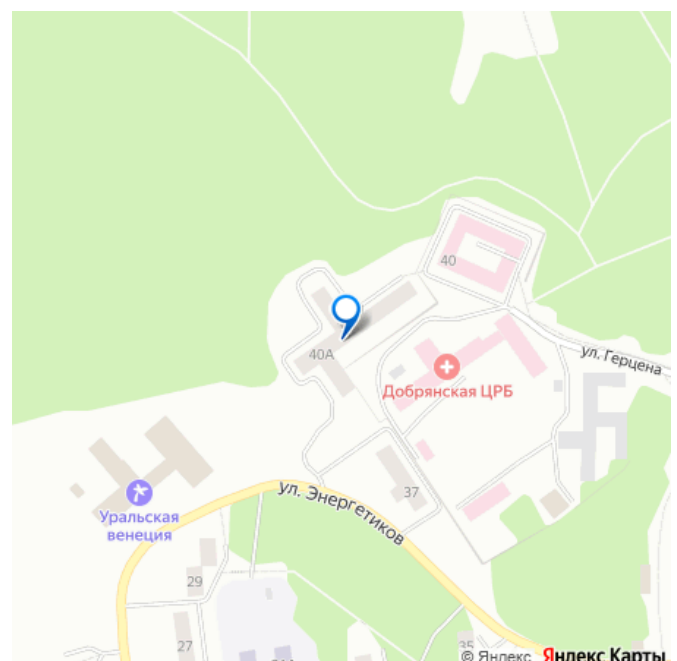 40
ул. Герцена
40А
Добрянская ЦРБ
37
ул. Энергетиков
Уральская
венеция
29
27
35
© Яндекс Яндекс Карты